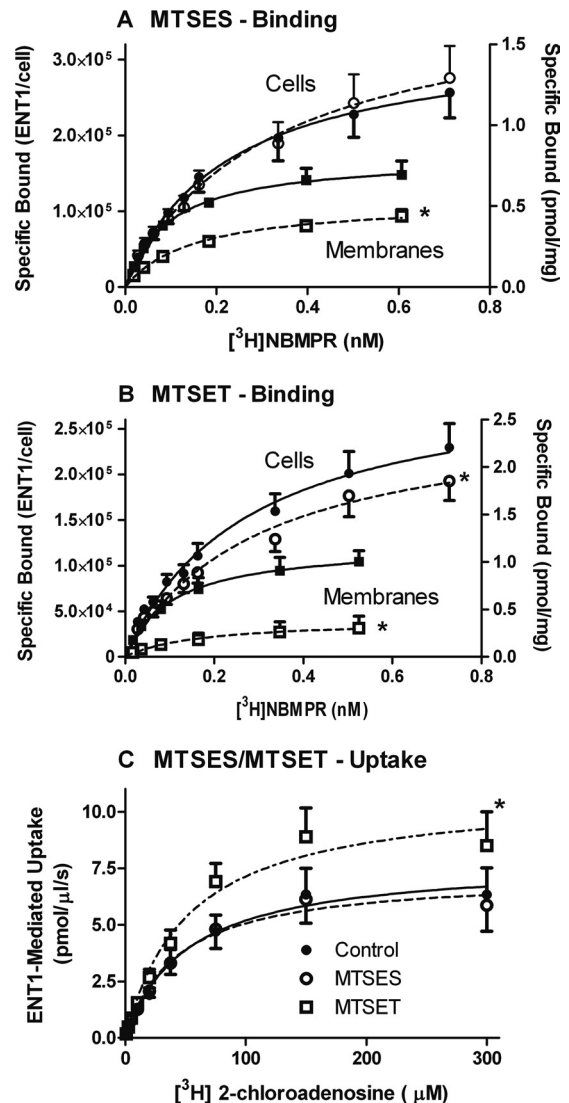 A MTSES - Binding
Specific Bound (ENT1/cell)
3.0×10⁵
2.0×10⁵
1.0×10⁵
0
Cells
Membranes
*
1.5
1.0
0.5
0.0
Specific Bound (pmol/mg)
0.0 0.2 0.4 0.6 0.8
[³H]NBMPR (nM)
B MTSET - Binding
Specific Bound (ENT1/cell)
2.5×10⁵
2.0×10⁵
1.5×10⁵
1.0×10⁵
5.0×10⁴
0.0
Cells
*
Membranes
*
2.5
2.0
1.5
1.0
0.5
0.0
Specific Bound (pmol/mg)
0.0 0.2 0.4 0.6 0.8
[³H]NBMPR (nM)
C MTSES/MTSET - Uptake
ENT1-Mediated Uptake
(pmol/μl/s)
10.0
7.5
5.0
2.5
0.0
*
Control
MTSES
MTSET
0 100 200 300
[³H] 2-chloroadenosine ( μM)